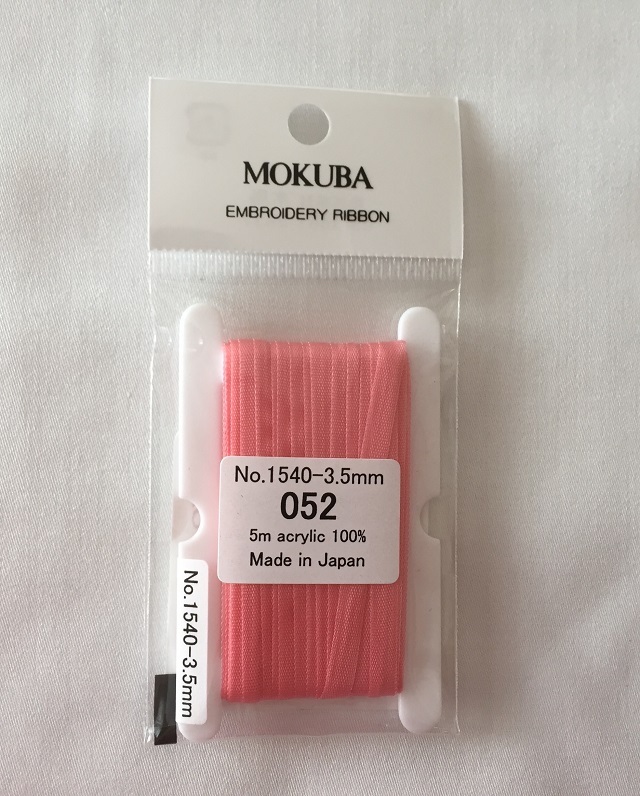 MOKUBA
EMBROIDERY RIBBON
No.1540-3.5mm
052
5m acrylic 100%
Made in Japan
No.1540-3.5mm